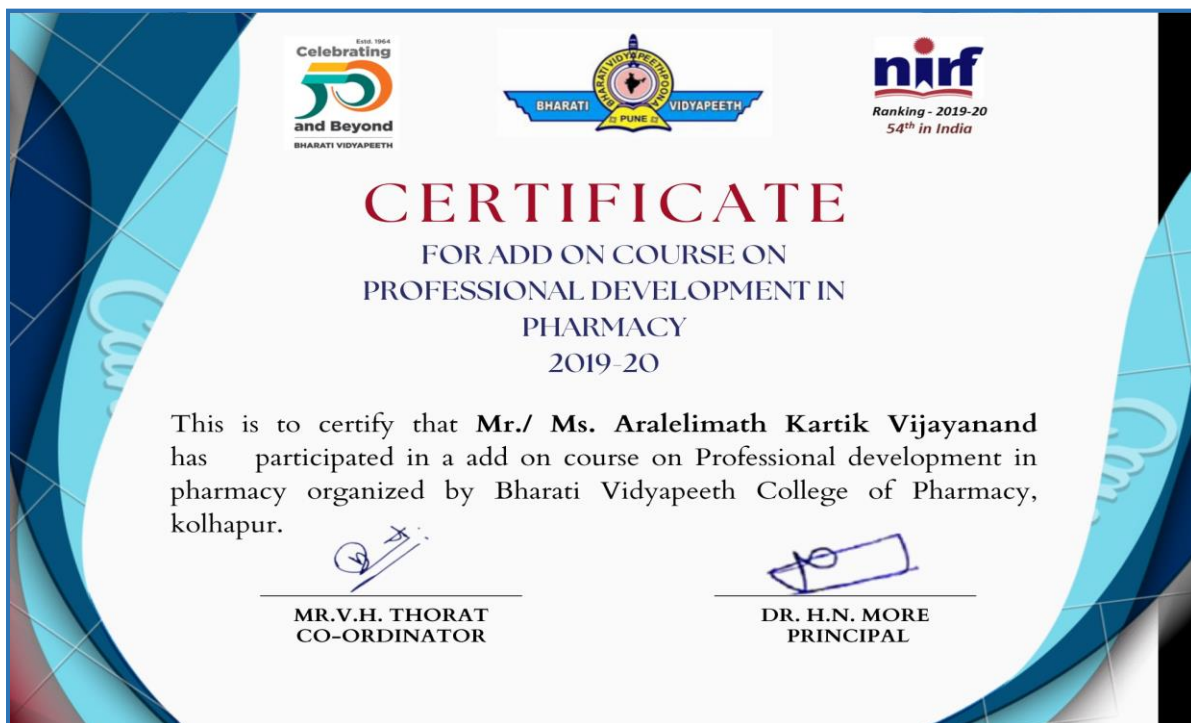 Estd. 1964
Celebrating
50
and Beyond
BHARATI VIDYAPEETH
BHARATI VIDYAPEETH POONA
BHARATI VIDYAPEETH
PUNE
nirf
Ranking - 2019-20
54th in India
CERTIFICATE
FOR ADD ON COURSE ON
PROFESSIONAL DEVELOPMENT IN
PHARMACY
2019-20
This is to certify that Mr./ Ms. Aralelimath Kartik Vijayanand
has participated in a add on course on Professional development in
pharmacy organized by Bharati Vidyapeeth College of Pharmacy,
kolhapur.
MR.V.H. THORAT
CO-ORDINATOR
DR. H.N. MORE
PRINCIPAL